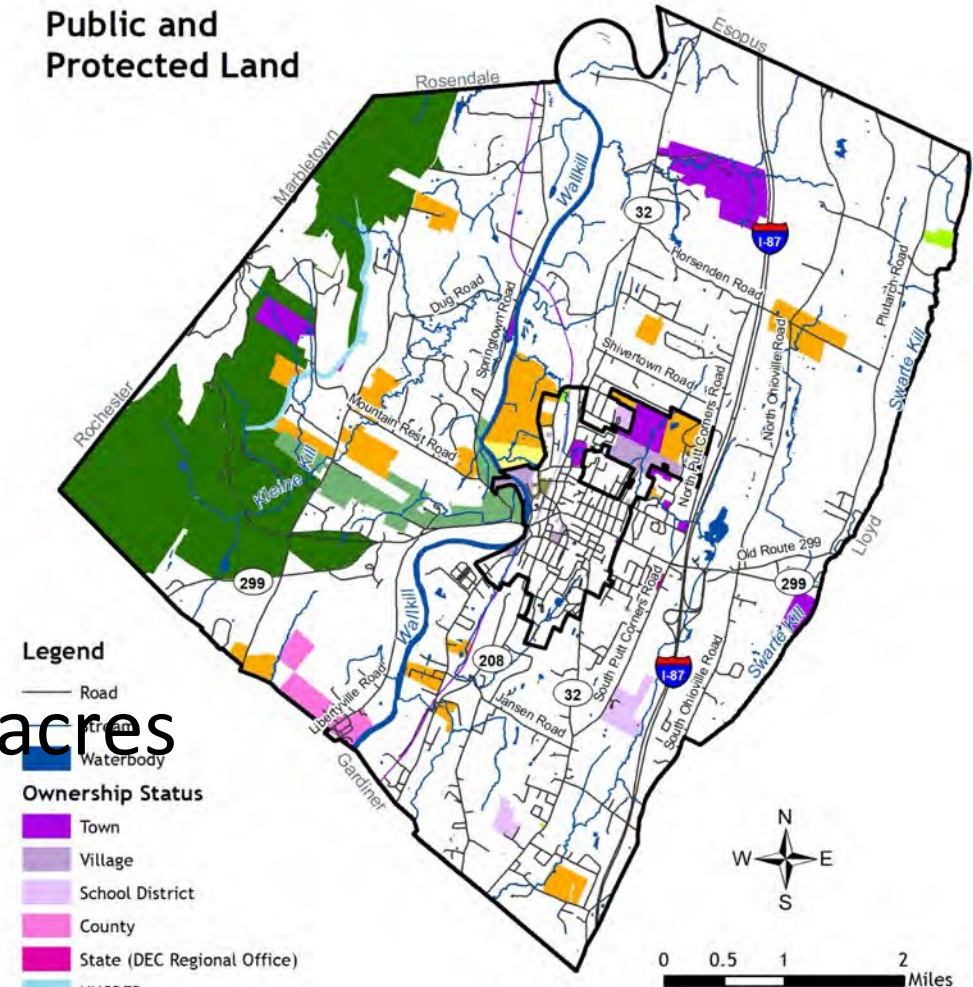 Public and
Protected Land
Esopus
Rosendale
Marbletown
Wallkill
32
I-87
Horsenden Road
Plutarch Road
Dug Road
Springtown Road
Shivertown Road
North Ohioville Road
Swarte Kill
Rochester
Mountain Rest Road
North Putt Corners Road
Kleine Kill
Lloyd
Old Route 299
299
299
Wallkill
Swarte Kill
208
South Putt Corners Road
I-87
32
South Ohioville Road
Libertyville Road
Jansen Road
Gardiner
Legend
Road
Stream
acres
Waterbody
Ownership Status
Town
Village
School District
County
State (DEC Regional Office)
N
W E
S
0 0.5 1 2
Miles